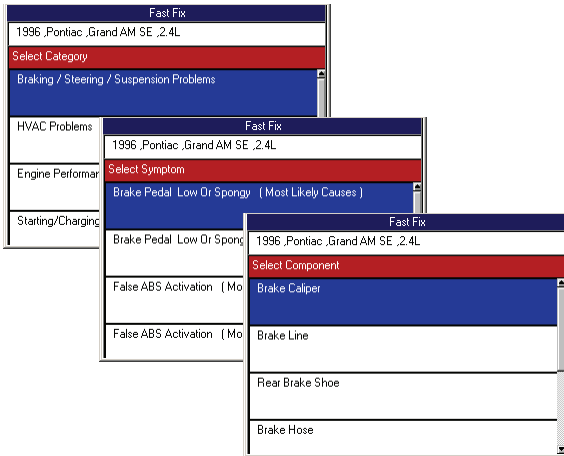 Fast Fix
1996 ,Pontiac ,Grand AM SE ,2.4L
Select Category
Braking / Steering / Suspension Problems
HVAC Problems
Engine Performan
Starting/Charging
Fast Fix
1996 ,Pontiac ,Grand AM SE ,2.4L
Select Symptom
Brake Pedal Low Or Spongy ( Most Likely Causes )
Brake Pedal Low Or Spong
False ABS Activation ( Mo
False ABS Activation ( Mo
Fast Fix
1996 ,Pontiac ,Grand AM SE ,2.4L
Select Component
Brake Caliper
Brake Line
Rear Brake Shoe
Brake Hose